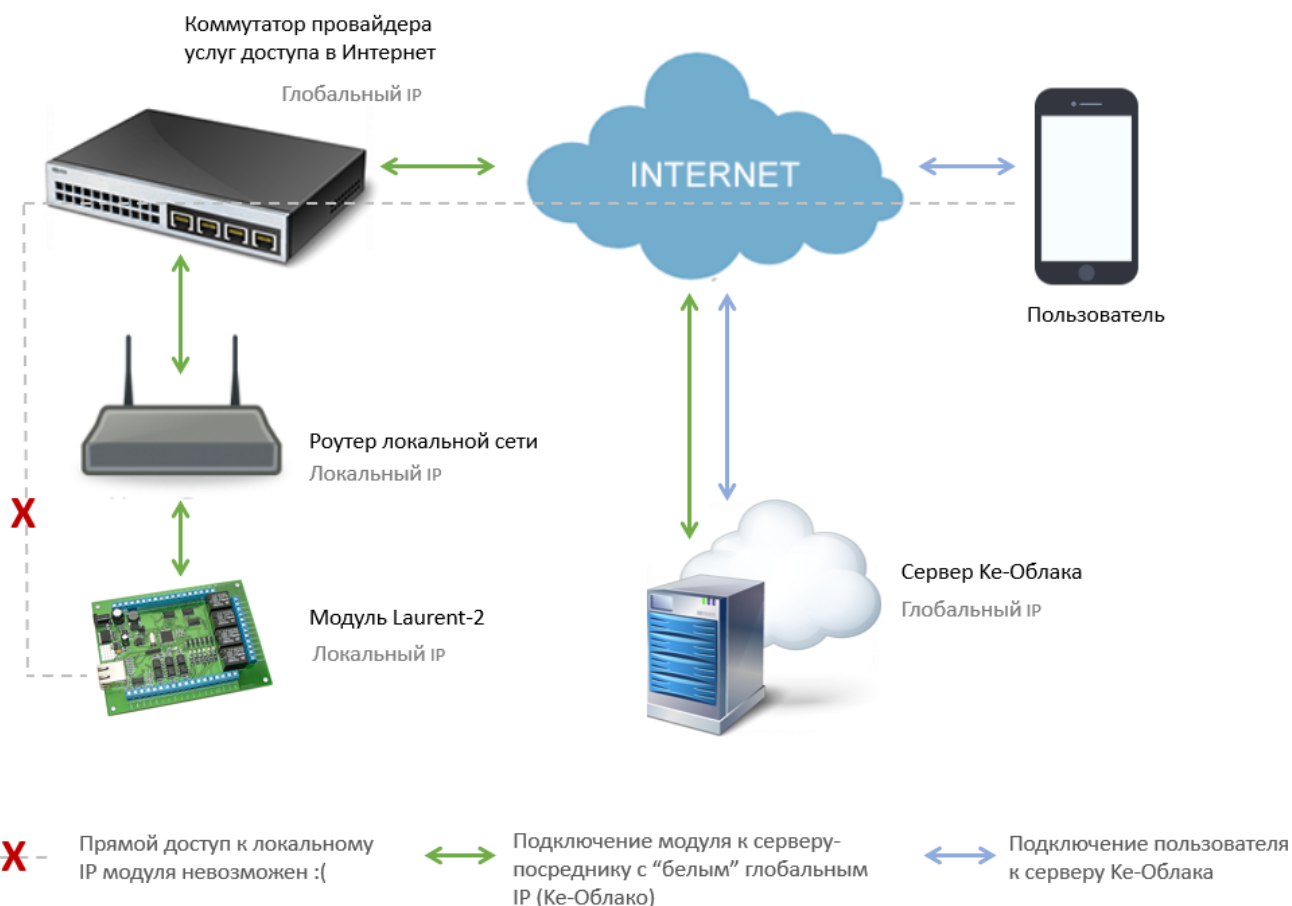 Коммутатор провайдера
услуг доступа в Интернет
Глобальный IP
INTERNET
Пользователь
Роутер локальной сети
Локальный IP
X
Модуль Laurent-2
Локальный IP
Сервер Ке-Облака
Глобальный IP
X
Прямой доступ к локальному
IP модуля невозможен :(
Подключение модуля к серверу-
посреднику с “белым” глобальным
IP (Ke-Облако)
Подключение пользователя
к серверу Ке-Облака